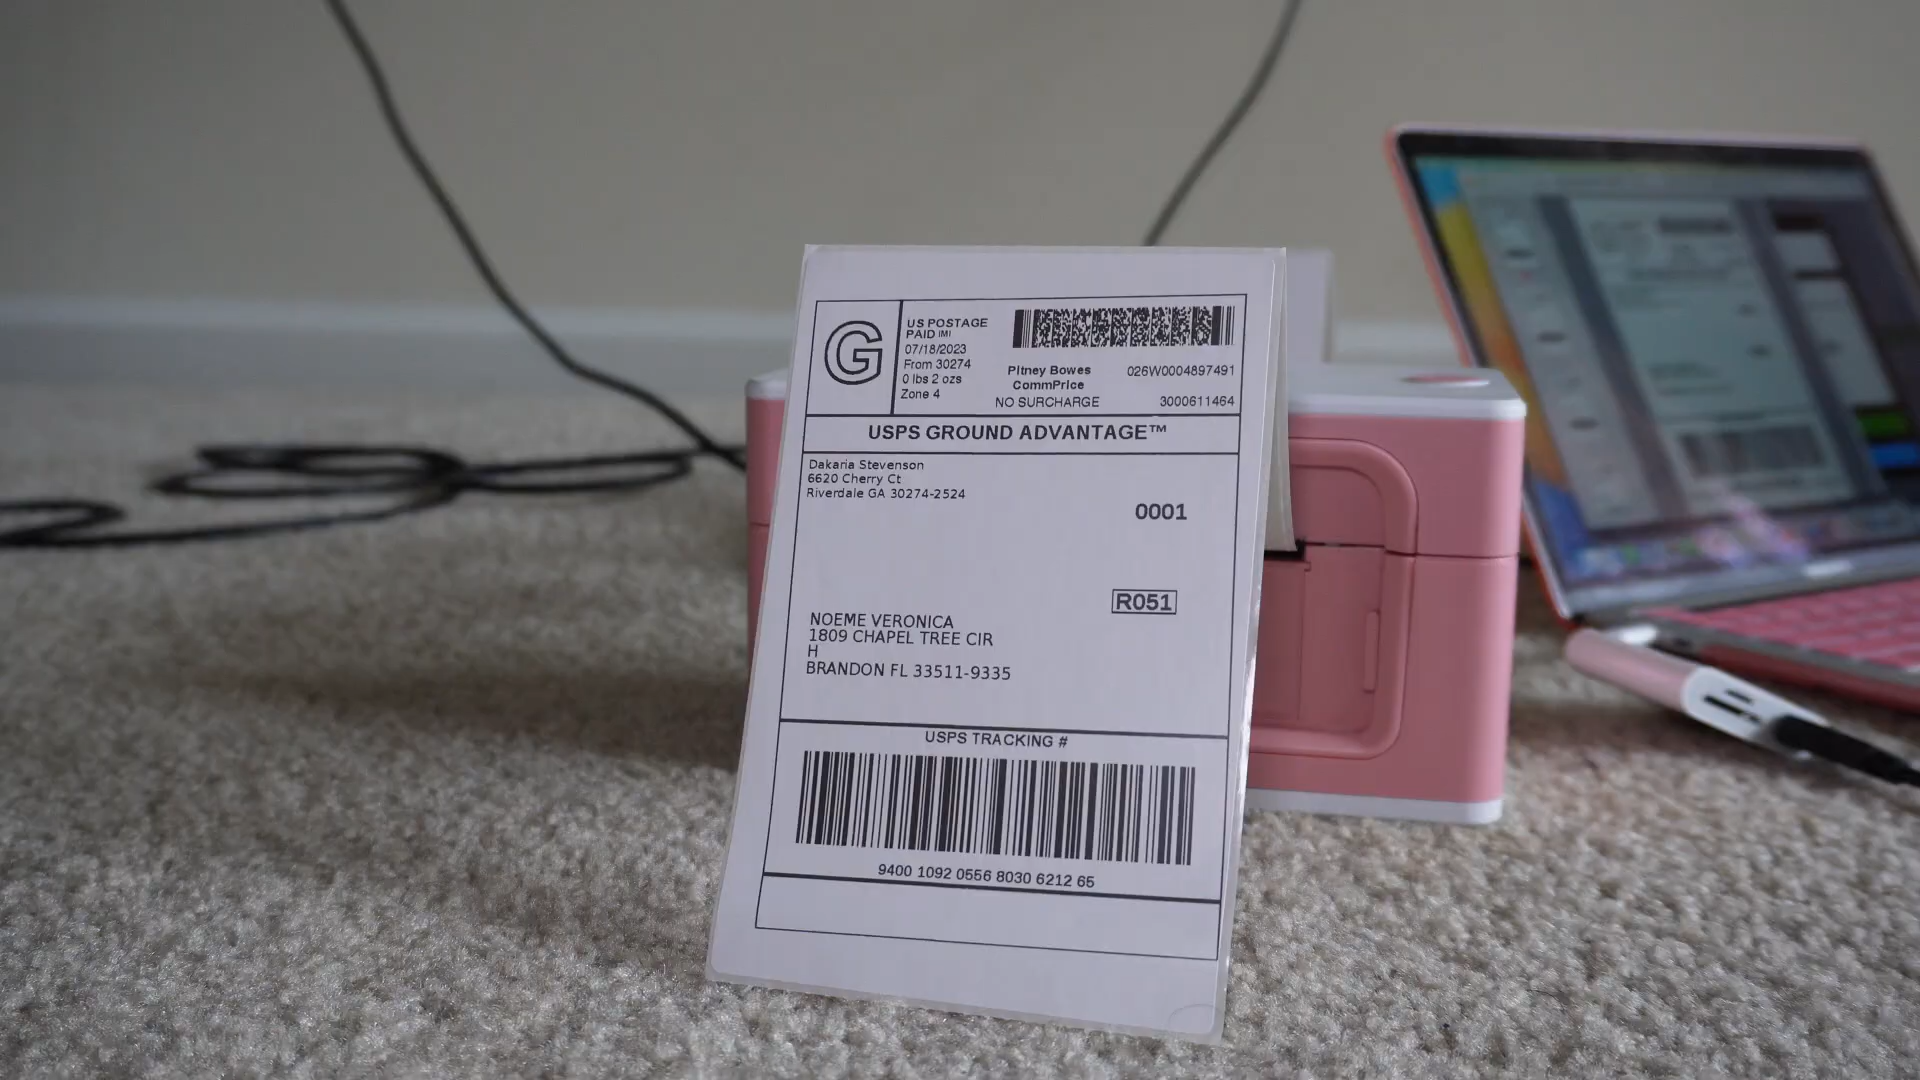 G
US POSTAGE
PAID IMI
07/18/2023
From 30274
0 lbs 2 ozs
Zone 4
Pitney Bowes
CommPrice
NO SURCHARGE
026W0004897491
3000611464
USPS GROUND ADVANTAGE™
Dakaria Stevenson
6620 Cherry Ct
Riverdale GA 30274-2524
0001
R051
NOEME VERONICA
1809 CHAPEL TREE CIR
H
BRANDON FL 33511-9335
USPS TRACKING #
9400 1092 0556 8030 6212 65